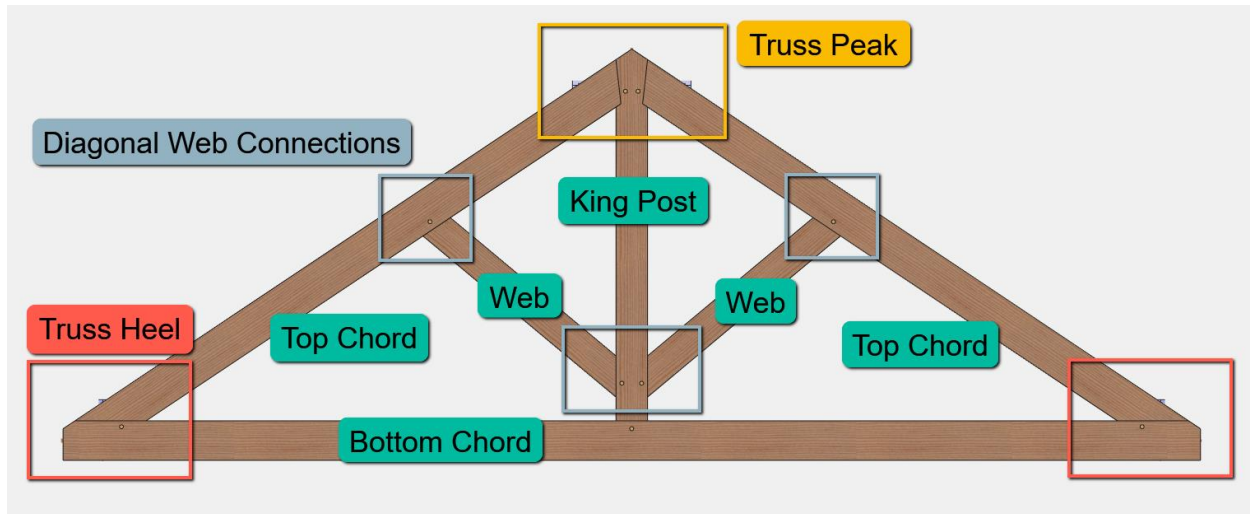 Truss Peak
Diagonal Web Connections
King Post
Web
Web
Truss Heel
Top Chord
Top Chord
Bottom Chord